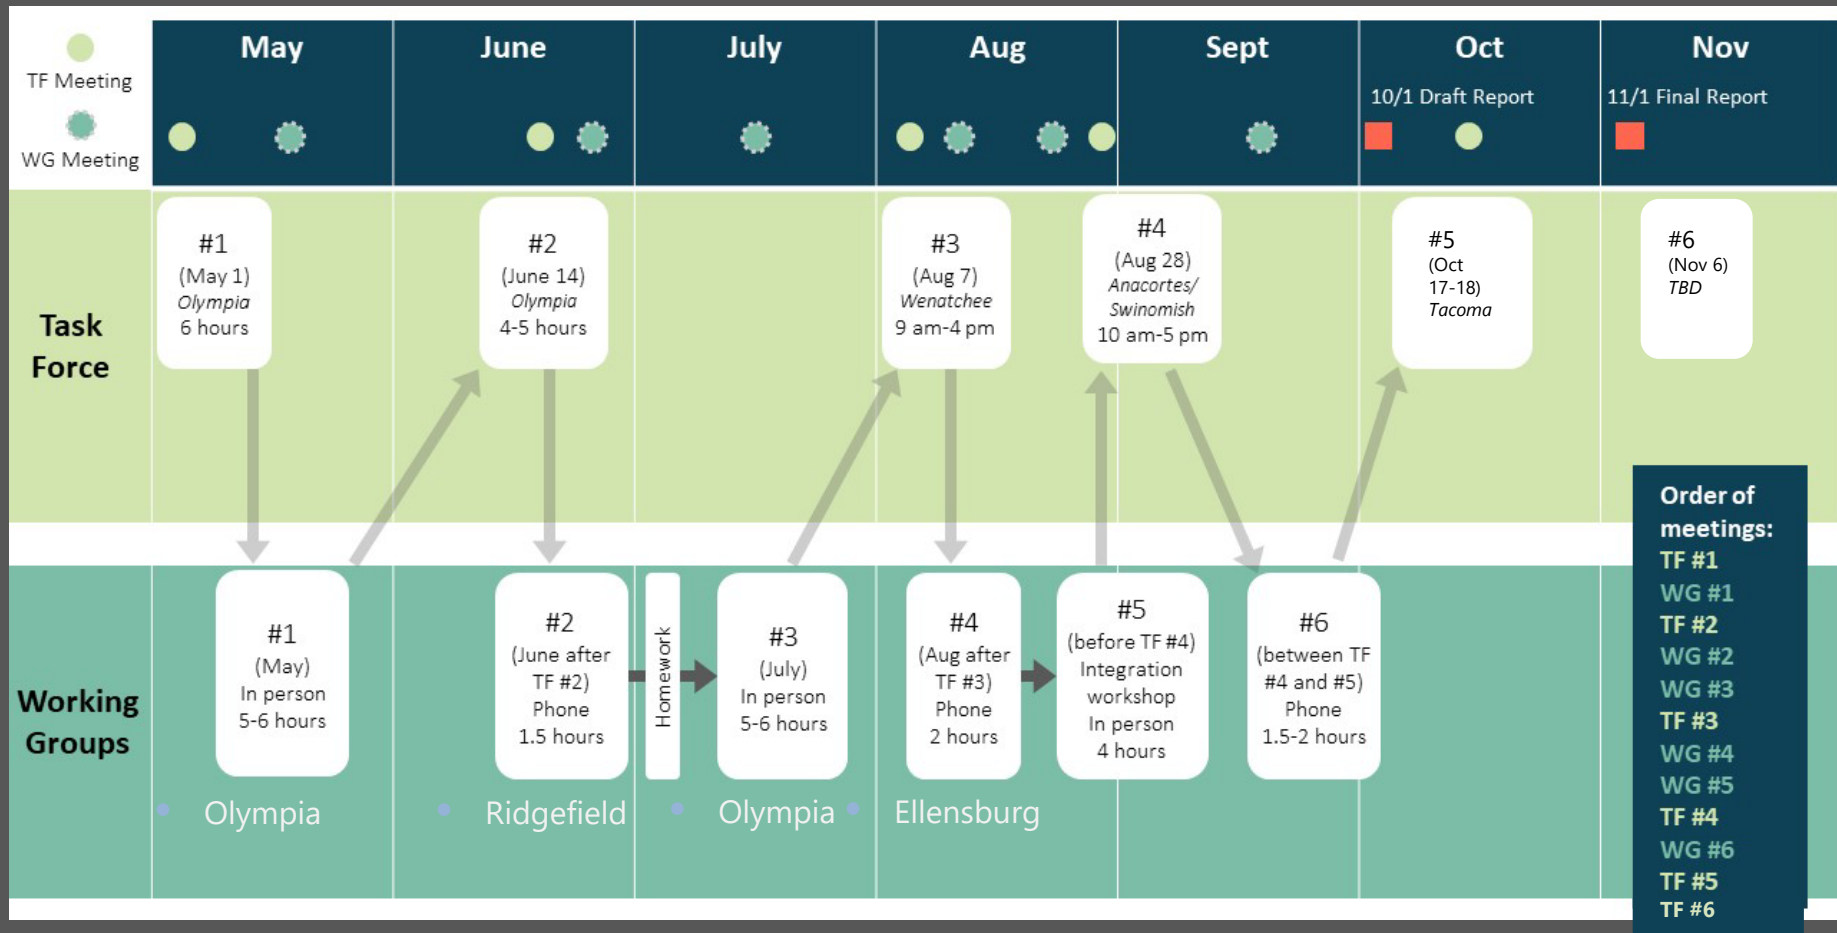 TF Meeting
WG Meeting
May
June
July
Aug
Sept
Oct
Nov
10/1 Draft Report
11/1 Final Report
Task
Force
#1
(May 1)
Olympia
6 hours
#2
(June 14)
Olympia
4-5 hours
#3
(Aug 7)
Wenatchee
9 am-4 pm
#4
(Aug 28)
Anacortes/
Swinomish
10 am-5 pm
#5
(Oct
17-18)
Tacoma
#6
(Nov 6)
TBD
Working
Groups
#1
(May)
In person
5-6 hours
#2
(June after
TF #2)
Phone
1.5 hours
Homework
#3
(July)
In person
5-6 hours
#4
(Aug after
TF #3)
Phone
2 hours
#5
(before TF #4)
Integration
workshop
In person
4 hours
#6
(between TF
#4 and #5)
Phone
1.5-2 hours
• Olympia
• Ridgefield
• Olympia
• Ellensburg
Order of
meetings:
TF #1
WG #1
TF #2
WG #2
WG #3
TF #3
WG #4
WG #5
TF #4
WG #6
TF #5
TF #6